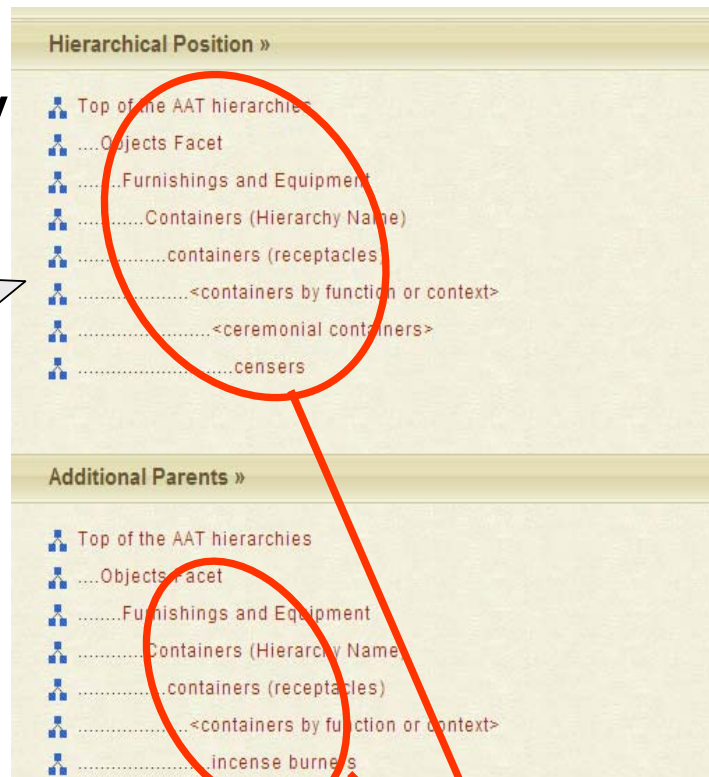 Hierarchical Position »
Top of the AAT hierarchies
....Objects Facet
........Furnishings and Equipment
............Containers (Hierarchy Name)
................containers (receptacles)
....................<containers by function or context>
........................<ceremonial containers>
............................censers
Additional Parents »
Top of the AAT hierarchies
....Objects Facet
........Furnishings and Equipment
............Containers (Hierarchy Name)
................containers (receptacles)
....................<containers by function or context>
........................incense burners